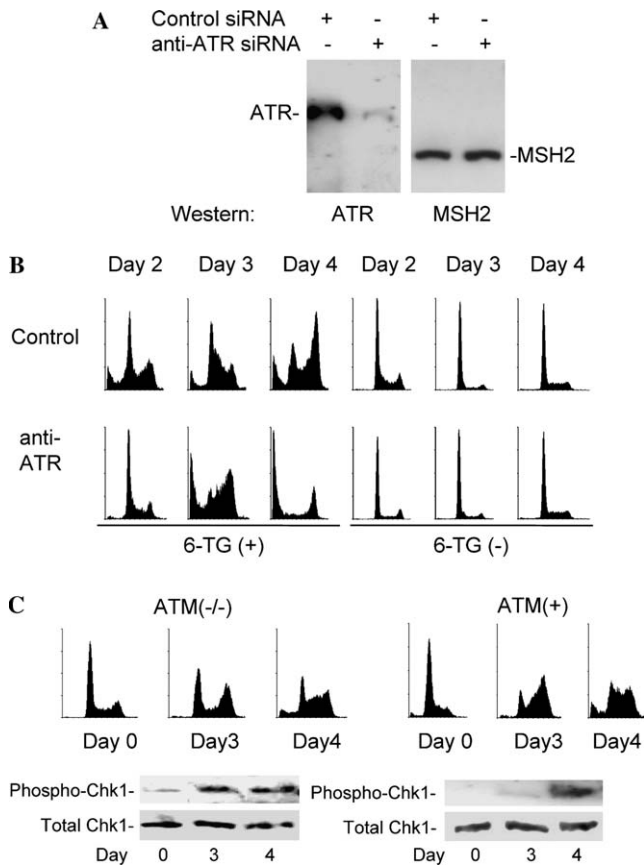 A
Control siRNA + - + -
anti-ATR siRNA - + - +
ATR-
-MSH2
Western: ATR MSH2
B
Day 2 Day 3 Day 4 Day 2 Day 3 Day 4
Control
anti-
ATR
6-TG (+) 6-TG (-)
C
ATM(-/-) ATM(+)
Day 0 Day3 Day4 Day 0 Day3 Day4
Phospho-Chk1- Phospho-Chk1-
Total Chk1- Total Chk1-
Day 0 3 4 Day 0 3 4